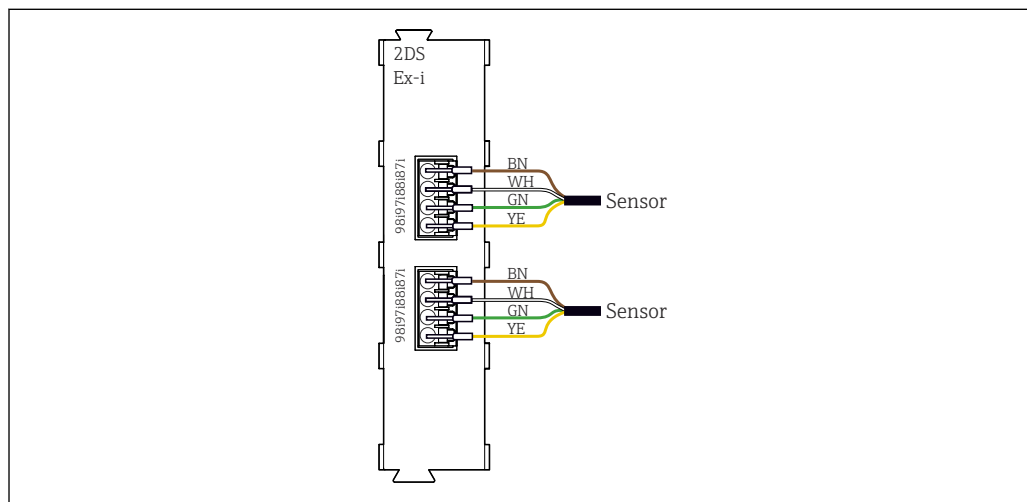 2DS
Ex-i
98i97i88i87i
BN
WH
GN
YE
Sensor
98i97i88i87i
BN
WH
GN
YE
Sensor